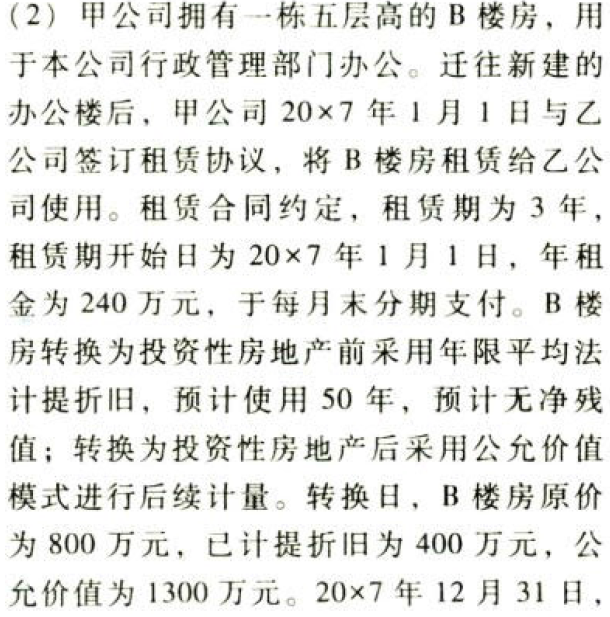 (2) 甲公司拥有一栋五层高的 B 楼房，用
于本公司行政管理部门办公。迁往新建的
办公楼后，甲公司 20×7 年 1 月 1 日与乙
公司签订租赁协议，将 B 楼房租赁给乙公
司使用。租赁合同约定，租赁期为 3 年，
租赁期开始日为 20×7 年 1 月 1 日，年租
金为 240 万元，于每月末分期支付。B 楼
房转换为投资性房地产前采用年限平均法
计提折旧，预计使用 50 年，预计无净残
值；转换为投资性房地产后采用公允价值
模式进行后续计量。转换日，B 楼房原价
为 800 万元，已计提折旧为 400 万元，公
允价值为 1300 万元。20×7 年 12 月 31 日，